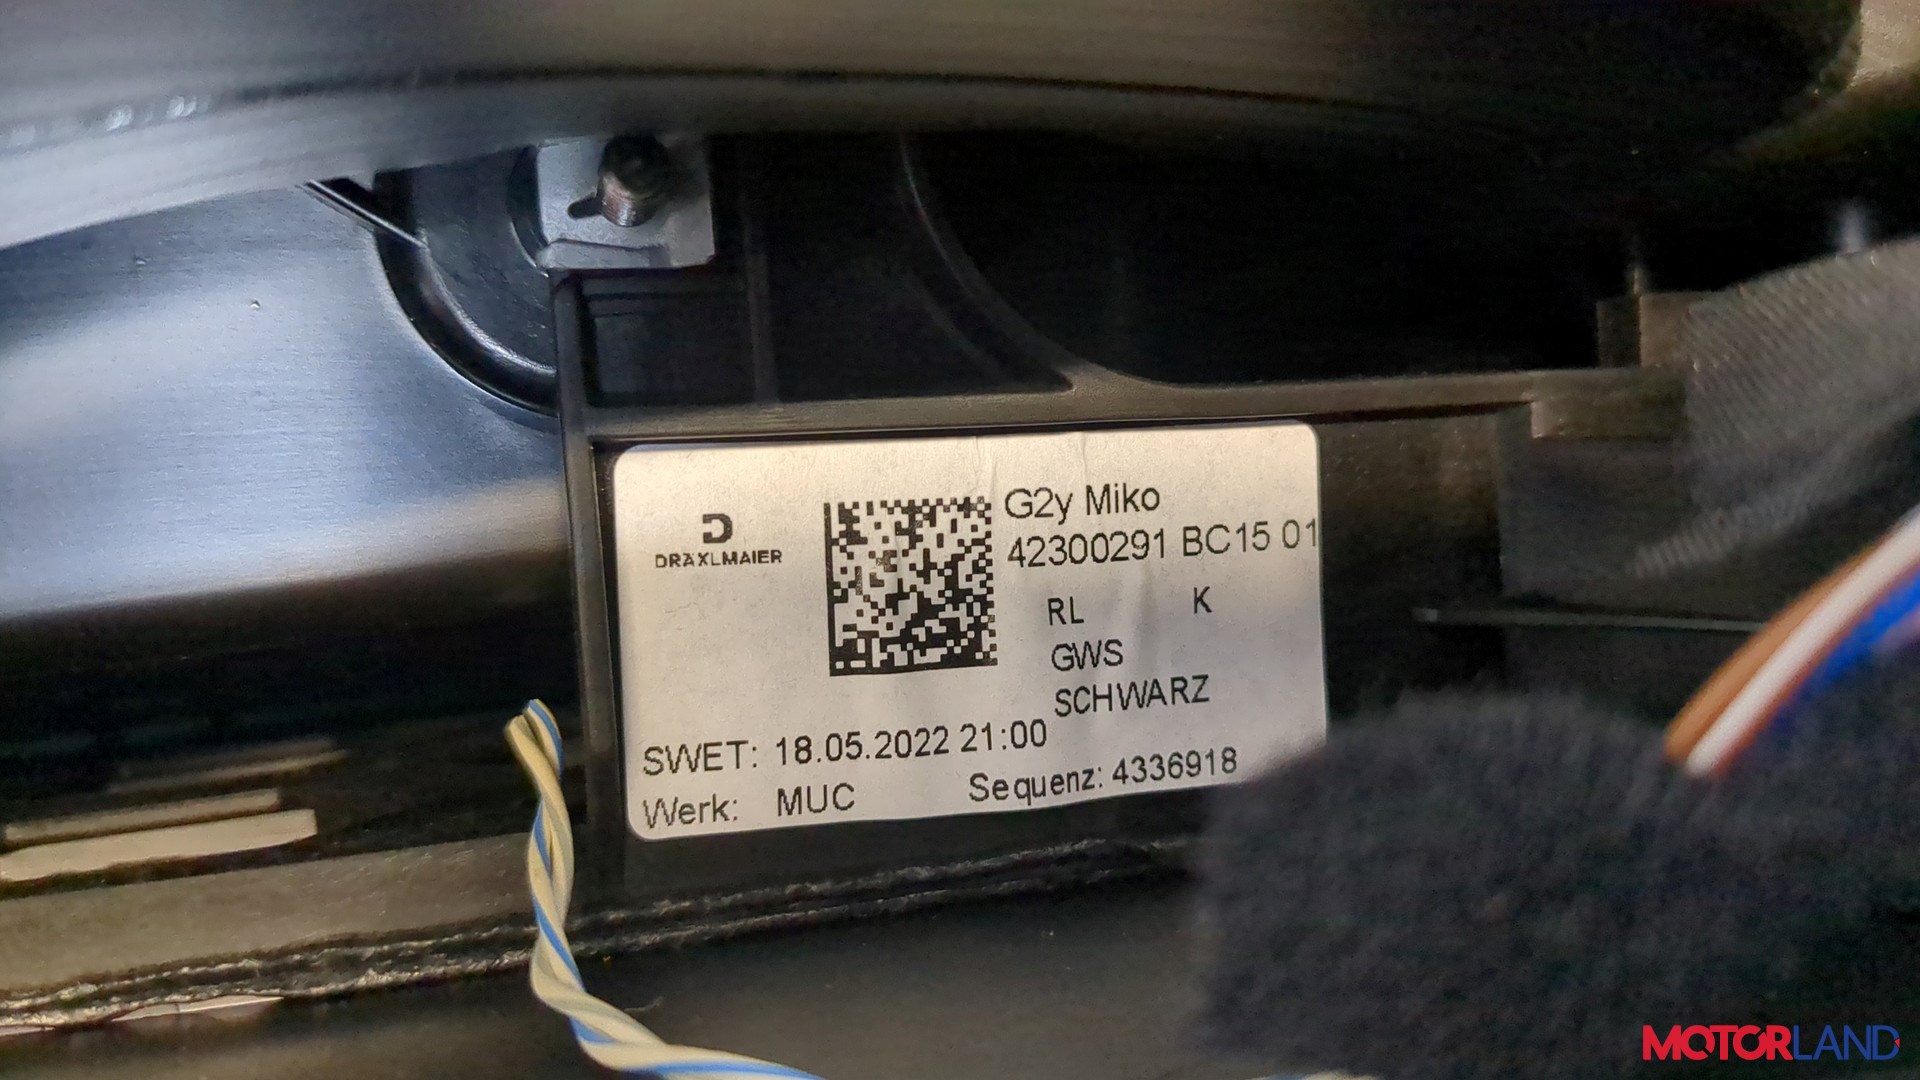 DRÄXLMAIER
G2y Miko
42300291 BC15 01
RL K
GWS
SCHWARZ
SWET: 18.05.2022 21:00
Werk: MUC Sequenz: 4336918
MOTORLAND